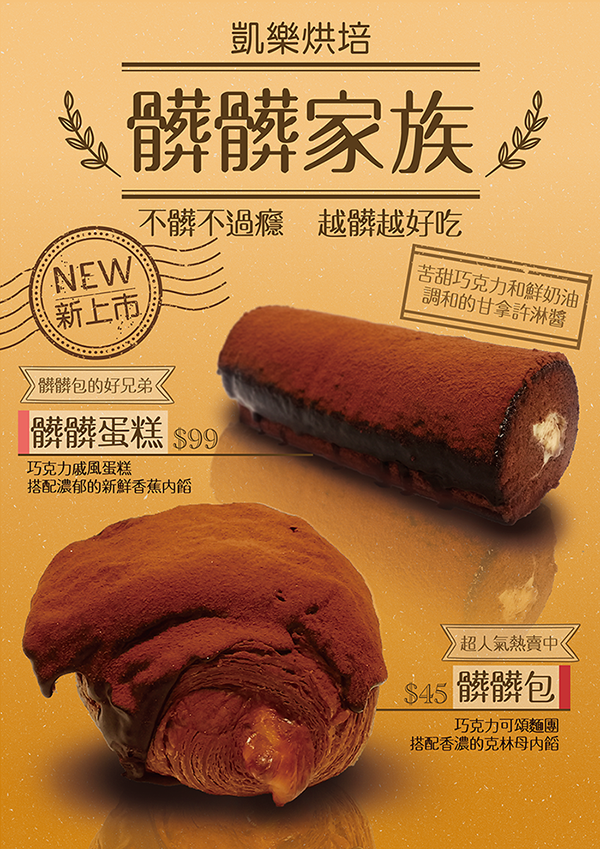 凱樂烘培
髒髒家族
不髒不過癮 越髒越好吃
NEW
新上市
苦甜巧克力和鮮奶油
調和的甘拿許淋醬
髒髒包的好兄弟
髒髒蛋糕 $99
巧克力戚風蛋糕
搭配濃郁的新鮮香蕉內餡
超人氣熱賣中
$45 髒髒包
巧克力可頌麵團
搭配香濃的克林母內餡